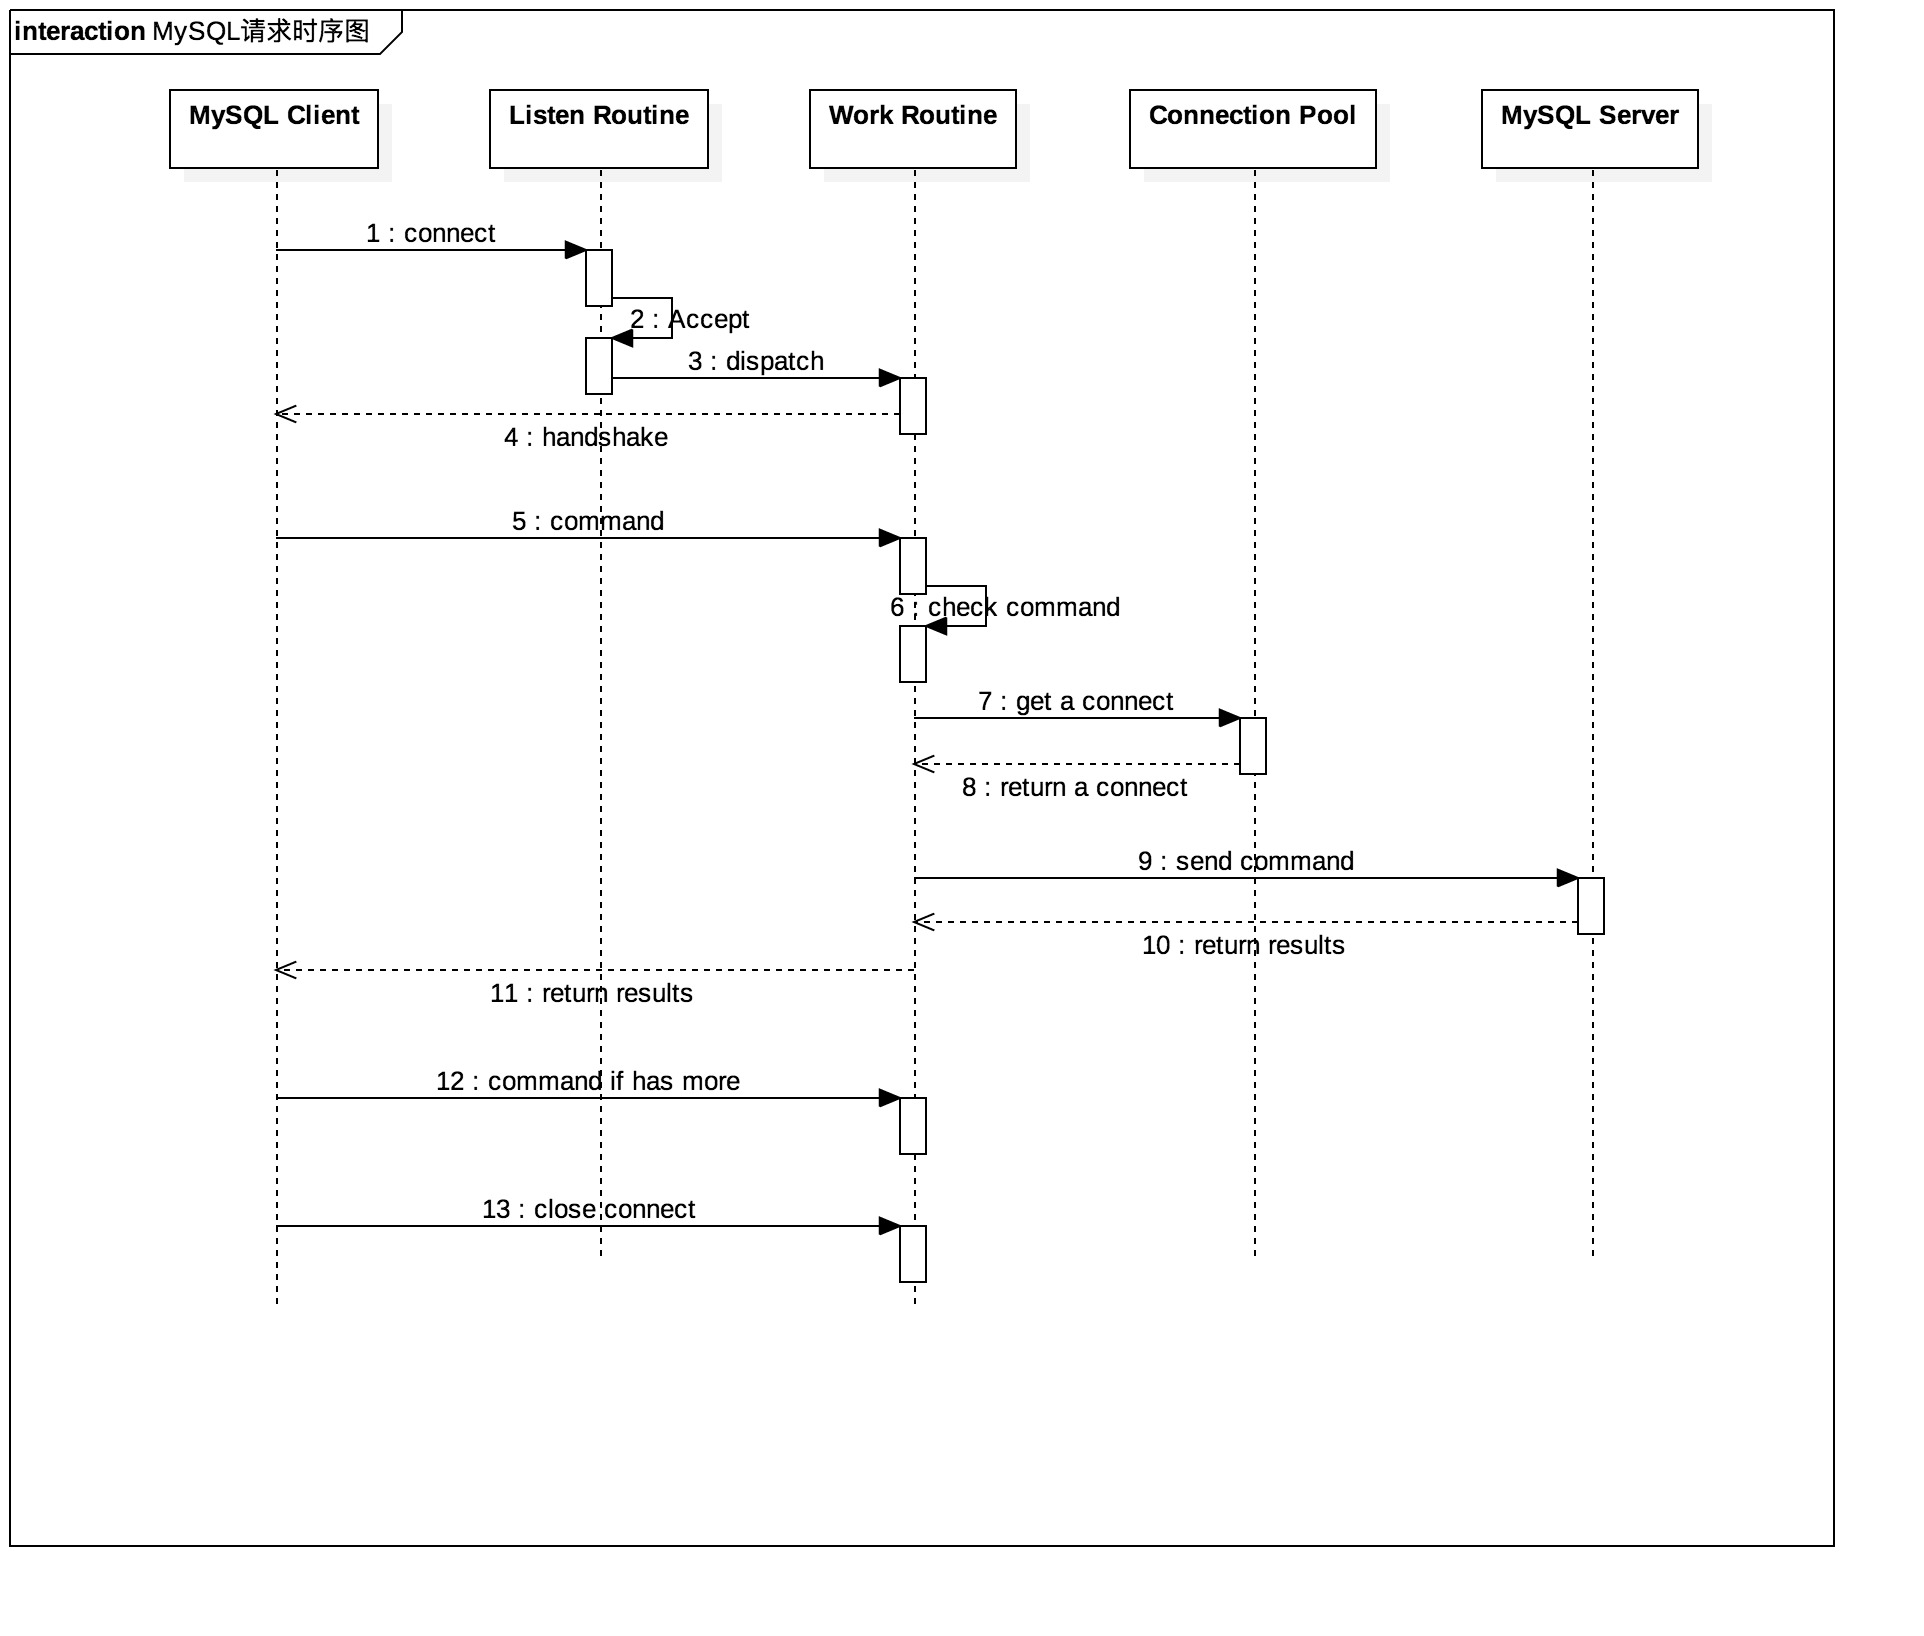 interaction MySQL请求时序图
MySQL Client
Listen Routine
Work Routine
Connection Pool
MySQL Server
1 : connect
2 : Accept
3 : dispatch
4 : handshake
5 : command
6 : check command
7 : get a connect
8 : return a connect
9 : send command
10 : return results
11 : return results
12 : command if has more
13 : close connect